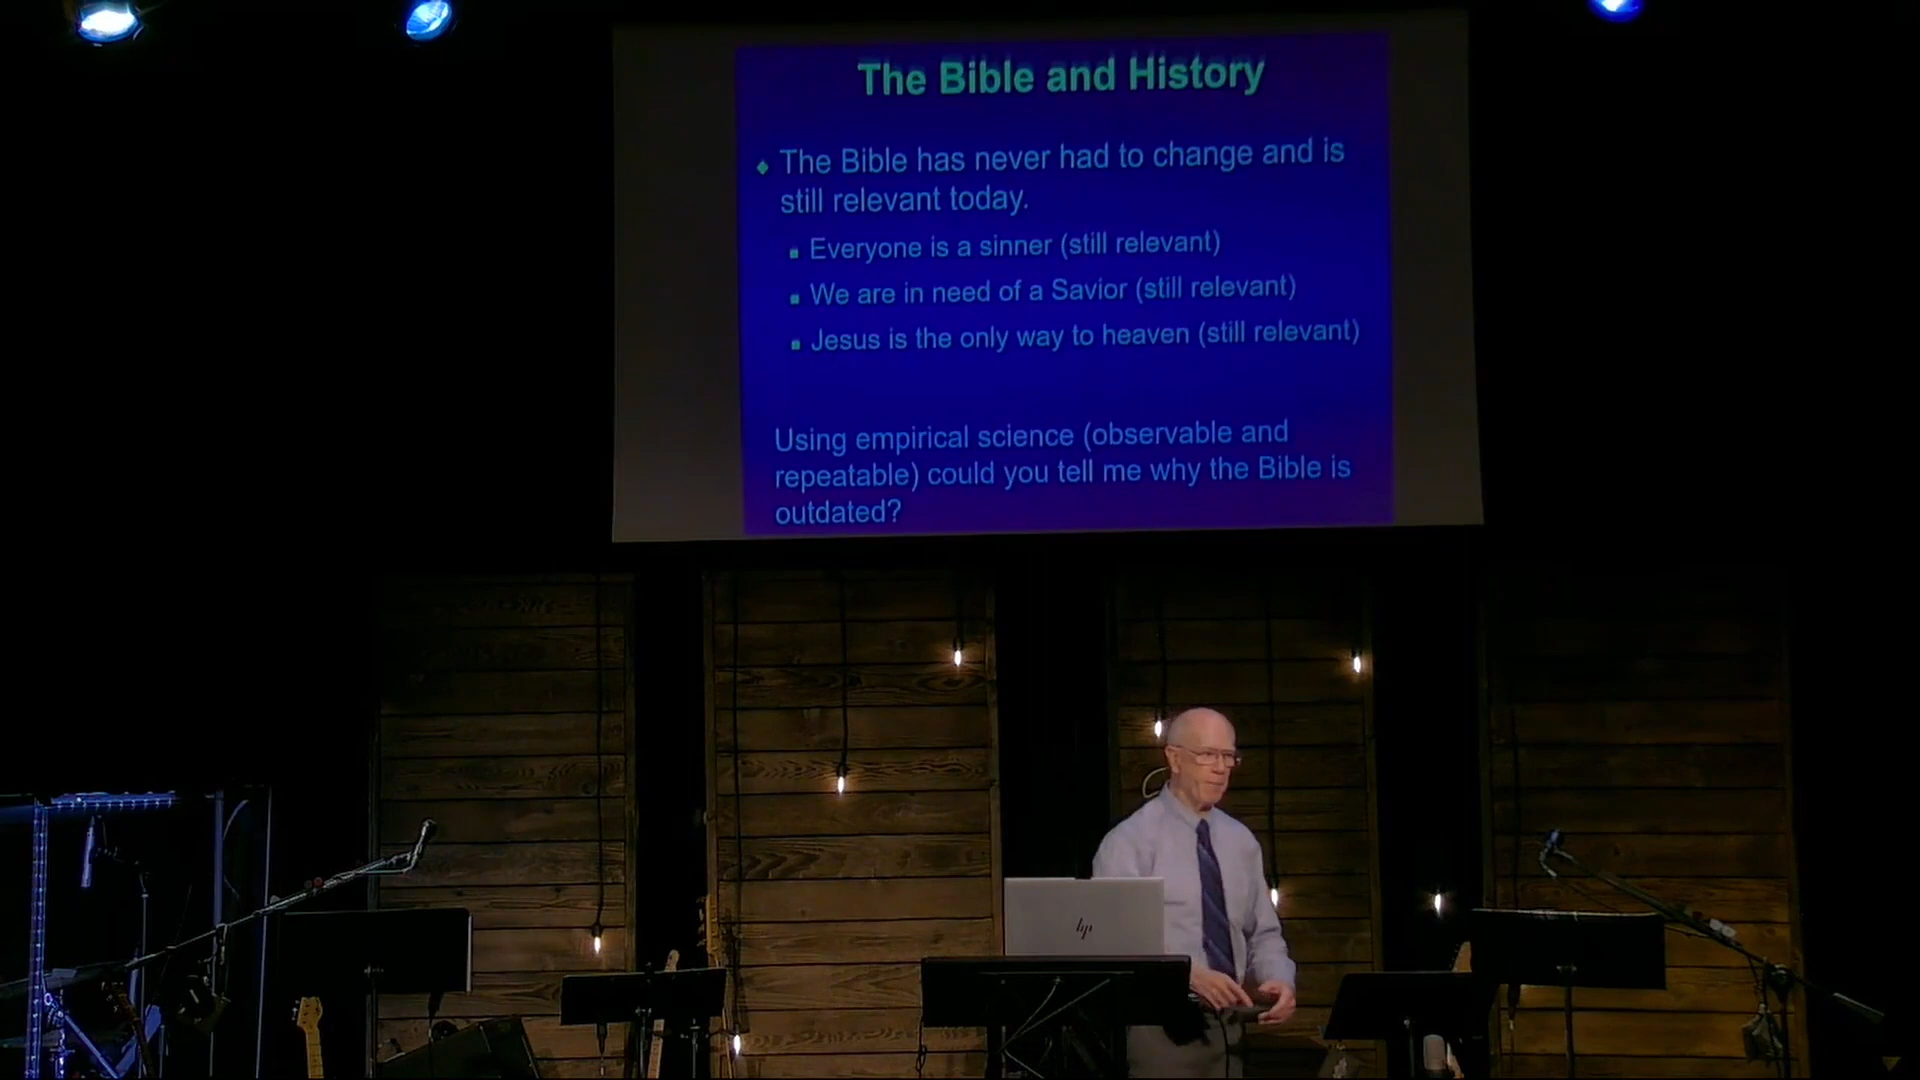 The Bible and History
The Bible has never had to change and is
still relevant today.
Everyone is a sinner (still relevant)
We are in need of a Savior (still relevant)
Jesus is the only way to heaven (still relevant)
Using empirical science (observable and
repeatable) could you tell me why the Bible is
outdated?
hp